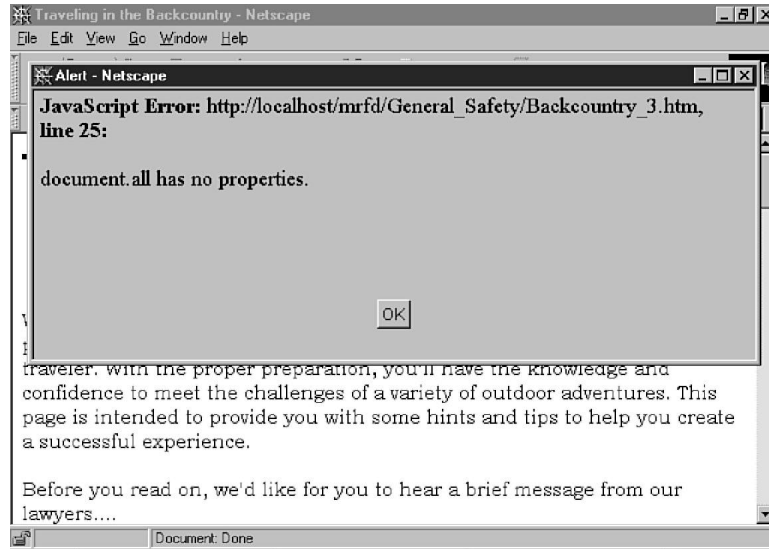 Traveling in the Backcountry - Netscape
File Edit View Go Window Help
Alert - Netscape
JavaScript Error: http://localhost/mrfd/General_Safety/Backcountry_3.htm,
line 25:
document.all has no properties.
OK
traveler. With the proper preparation, you'll have the knowledge and
confidence to meet the challenges of a variety of outdoor adventures. This
page is intended to provide you with some hints and tips to help you create
a successful experience.
Before you read on, we'd like for you to hear a brief message from our
lawyers....
Document: Done